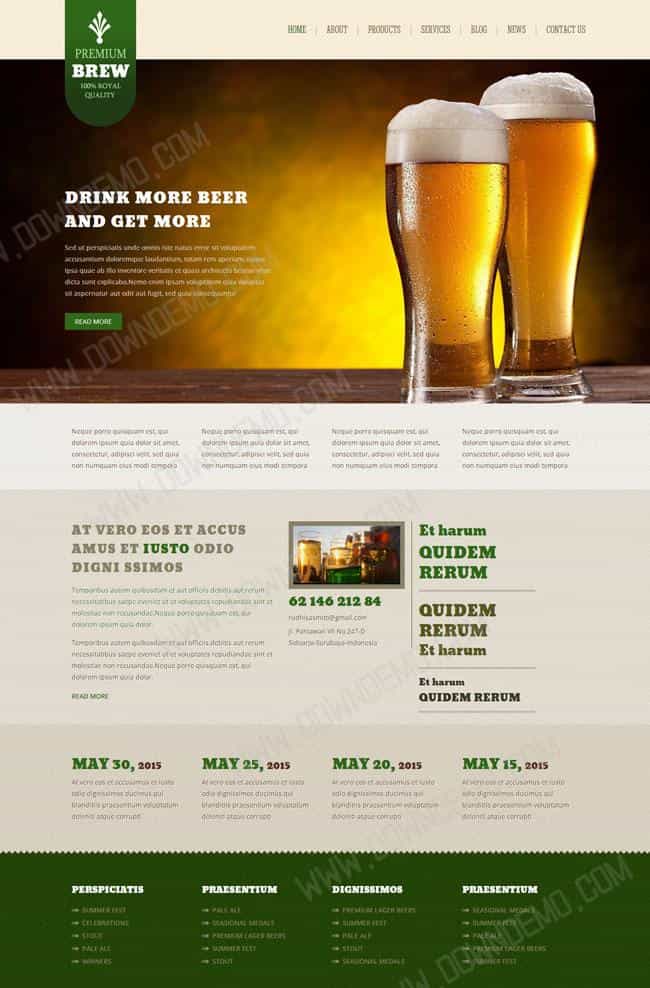 PREMIUM
BREW
100% ROYAL
QUALITY
HOME | ABOUT | PRODUCTS | SERVICES | BLOG | NEWS | CONTACT US
DRINK MORE BEER
AND GET MORE
Sed ut perspiciatis unde omnis iste natus error sit voluptatem
accusantium doloremque laudantium, totam rem aperiam, eaque
ipsa quae ab illo inventore veritatis et quasi architecto beatae vitae
dicta sunt explicabo.Nemo enim ipsam voluptatem quia voluptas
sit aspernatur aut odit aut fugit, sed quia consequuntur
READ MORE
Neque porro quisquam est, qui
dolorem ipsum quia dolor sit amet,
consectetur, adipisci velit, sed quia
non numquam eius modi tempora
Neque porro quisquam est, qui
dolorem ipsum quia dolor sit amet,
consectetur, adipisci velit, sed quia
non numquam eius modi tempora
Neque porro quisquam est, qui
dolorem ipsum quia dolor sit amet,
consectetur, adipisci velit, sed quia
non numquam eius modi tempora
Neque porro quisquam est, qui
dolorem ipsum quia dolor sit amet,
consectetur, adipisci velit, sed quia
non numquam eius modi tempora
AT VERO EOS ET ACCUS
AMUS ET IUSTO ODIO
DIGNI SSIMOS
Temporibus autem quibusdam et aut officiis debitis aut rerum
necessitatibus saepe eveniet ut et voluptates repudiandae sint et
molestiae non recusandae.Neque porro quisquam est, qui
dolorem ipsum quia dolor.
Temporibus autem quibusdam et aut officiis debitis aut rerum
necessitatibus saepe eveniet ut et voluptates repudiandae sint et
molestiae non recusandae.Neque porro quisquam est, qui
dolorem ipsum quia dolor.
READ MORE
62 146 212 84
rudhisasmito@gmail.com
Jl. Parsawan VII No.247-D
Sidoarjo-Surabaya-Indonesia
Et harum
QUIDEM
RERUM
QUIDEM
RERUM
Et harum
Et harum
QUIDEM RERUM
MAY 30, 2015
At vero eos et accusamus et iusto
odio dignissimos ducimus qui
blanditiis praesentium voluptatum
deleniti atque corrupti
MAY 25, 2015
At vero eos et accusamus et iusto
odio dignissimos ducimus qui
blanditiis praesentium voluptatum
deleniti atque corrupti
MAY 20, 2015
At vero eos et accusamus et iusto
odio dignissimos ducimus qui
blanditiis praesentium voluptatum
deleniti atque corrupti
MAY 15, 2015
At vero eos et accusamus et iusto
odio dignissimos ducimus qui
blanditiis praesentium voluptatum
deleniti atque corrupti
PERSPICIATIS
SUMMER FEST
CELEBRATIONS
STOUT
PALE ALE
WINNERS
PRAESENTIUM
PALE ALE
SEASIONAL MEDALS
PREMIUM LAGER BEERS
SUMMER FEST
STOUT
DIGNISSIMOS
PREMIUM LAGER BEERS
SUMMER FEST
PALE ALE
STOUT
SEASIONAL MEDALS
PRAESENTIUM
SEASIONAL MEDALS
SUMMER FEST
PALE ALE
PREMIUM LAGER BEERS
SUMMER FEST
WWW.DOWNDEMO.COM
WWW.DOWNDEMO.COM
WWW.DOWNDEMO.COM
WWW.DOWNDEMO.COM